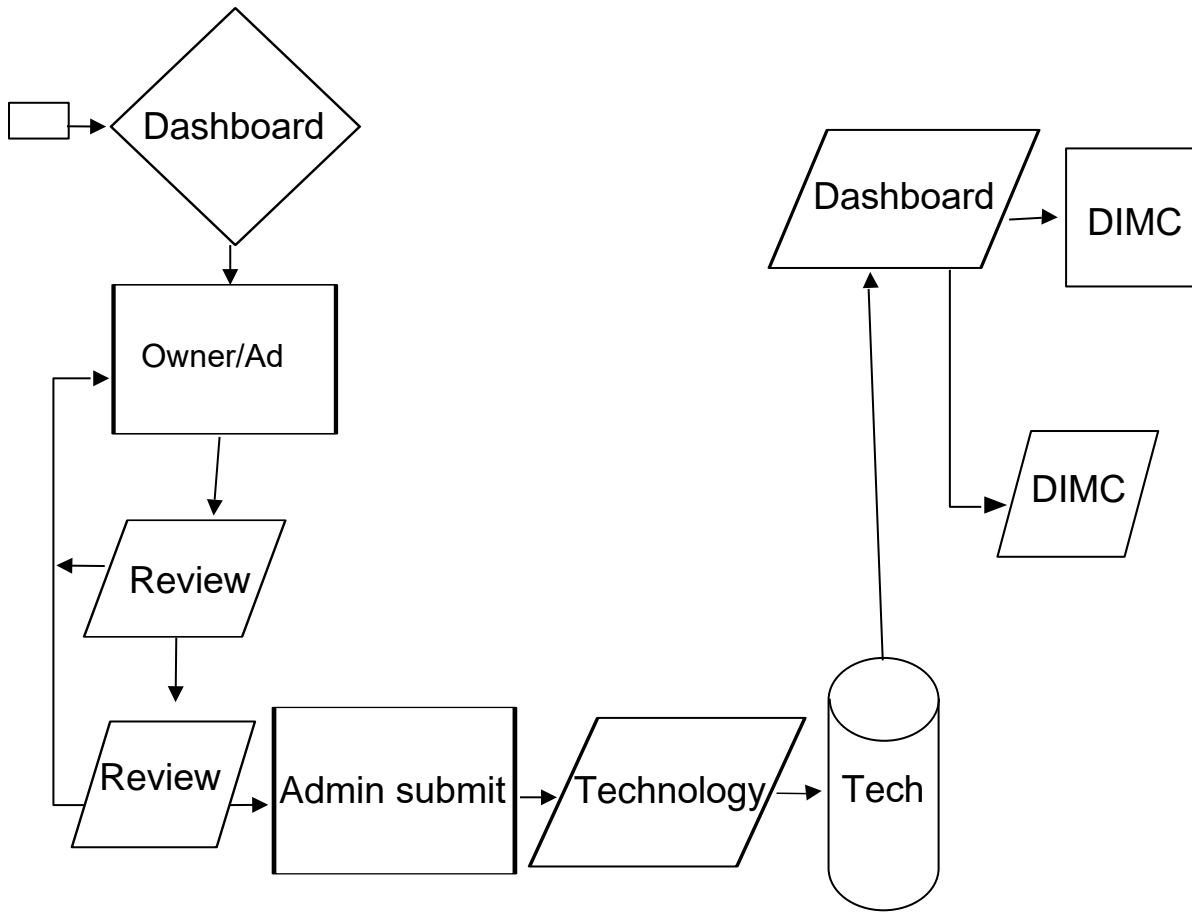 Dashboard
Owner/Ad
Review
Review
Admin submit
Technology
Tech
Dashboard
DIMC
DIMC